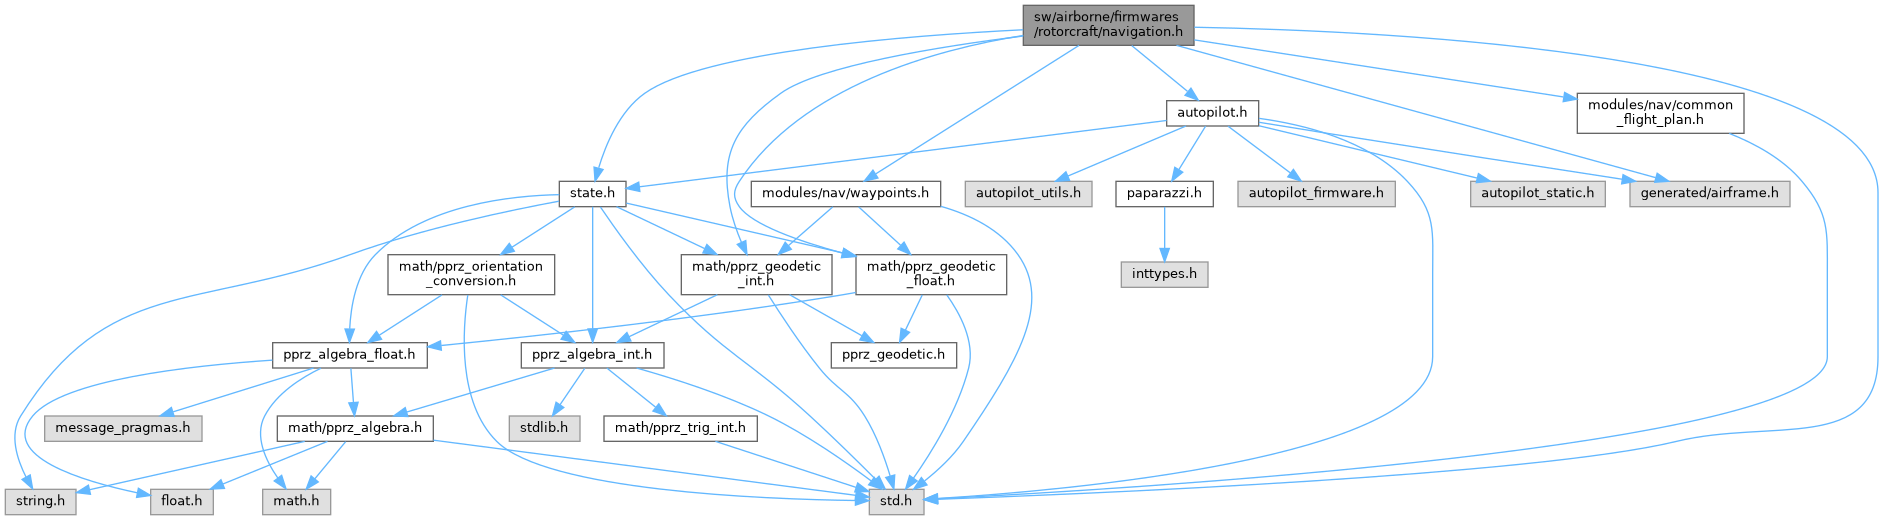 sw/airborne/firmwares
/rotorcraft/navigation.h
modules/nav/common
_flight_plan.h
autopilot.h
state.h
modules/nav/waypoints.h
autopilot_utils.h
paparazzi.h
autopilot_firmware.h
autopilot_static.h
generated/airframe.h
math/pprz_orientation
_conversion.h
math/pprz_geodetic
_int.h
math/pprz_geodetic
_float.h
inttypes.h
pprz_algebra_float.h
pprz_algebra_int.h
pprz_geodetic.h
message_pragmas.h
math/pprz_algebra.h
stdlib.h
math/pprz_trig_int.h
string.h
float.h
math.h
std.h